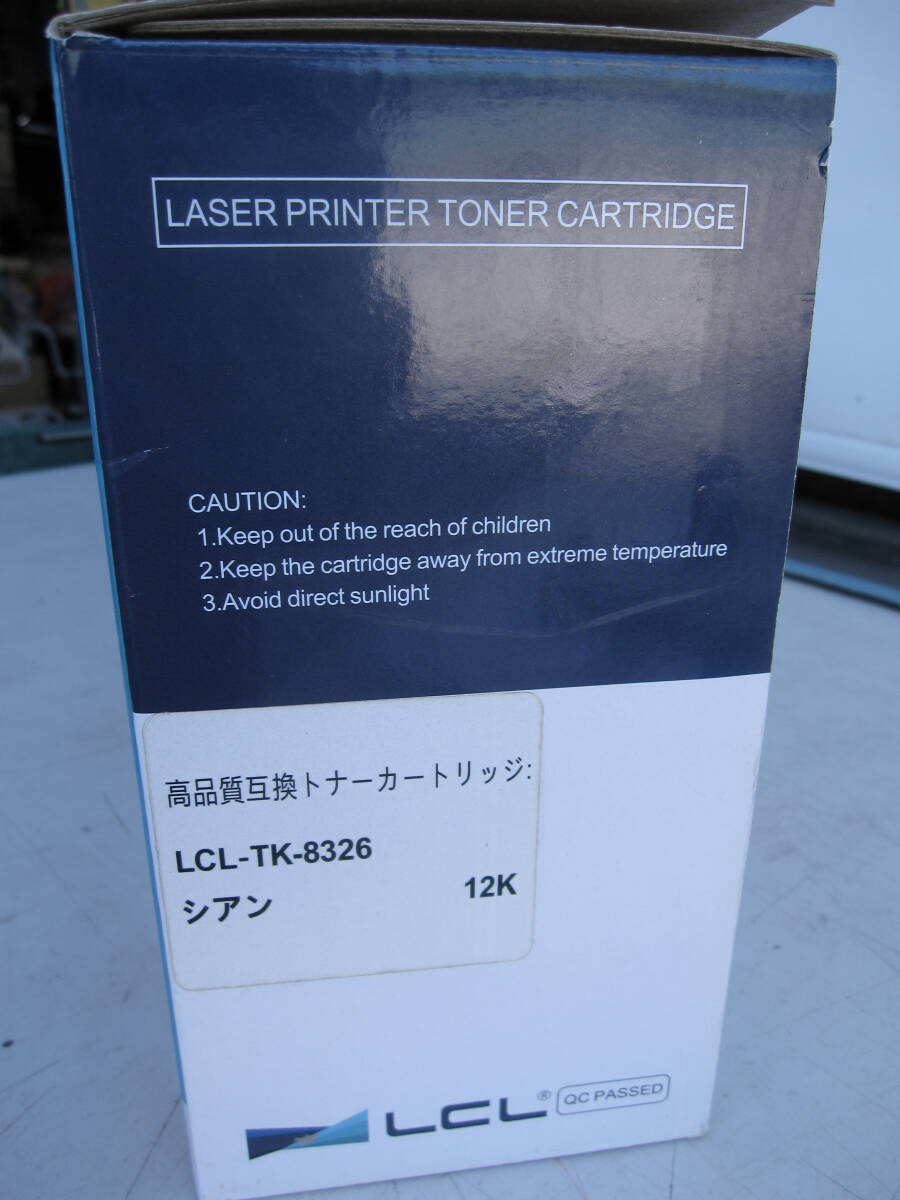 LASER PRINTER TONER CARTRIDGE
CAUTION:
1.Keep out of the reach of children
2.Keep the cartridge away from extreme temperature
3.Avoid direct sunlight
高品質互換トナーカートリッジ:
LCL-TK-8326
シアン 12K
LCL® QC PASSED